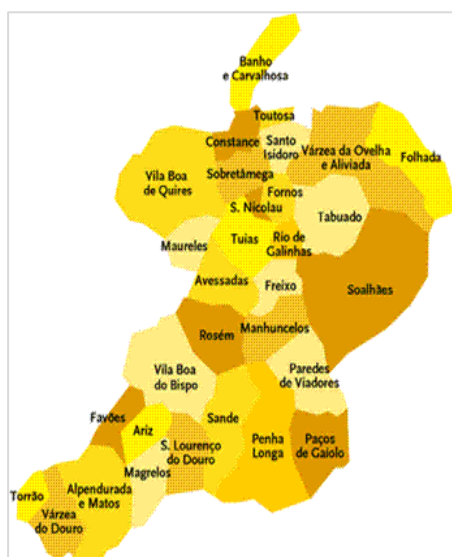 Banho
e Carvalhosa
Toutosa
Constance
Santo
Isidoro
Várzea da Ovelha
e Aliviada
Folhada
Vila Boa
de Quires
Sobretâmega
Fornos
S. Nicolau
Tabuado
Maureles
Tuias
Rio de
Galinhas
Avessadas
Freixo
Soalhães
Rosém
Manhuncelos
Vila Boa
do Bispo
Paredes
de Viadores
Favões
Ariz
Sande
S. Lourenço
do Douro
Penha
Longa
Paços
de Gaiolo
Magrelos
Torrão
Alpendurada
e Matos
Várzea
do Douro